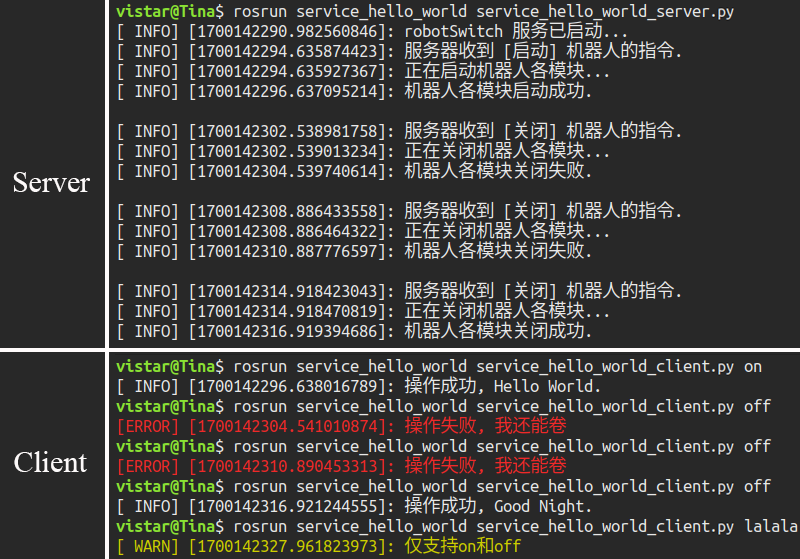 Server
vistar@Tina$ rosrun service_hello_world service_hello_world_server.py
[ INFO] [1700142290.982560846]: robotSwitch 服务已启动...
[ INFO] [1700142294.635874423]: 服务器收到 [启动] 机器人的指令.
[ INFO] [1700142294.635927367]: 正在启动机器人各模块...
[ INFO] [1700142296.637095214]: 机器人各模块启动成功.
[ INFO] [1700142302.538981758]: 服务器收到 [关闭] 机器人的指令.
[ INFO] [1700142302.539013234]: 正在关闭机器人各模块...
[ INFO] [1700142304.539740614]: 机器人各模块关闭失败.
[ INFO] [1700142308.886433558]: 服务器收到 [关闭] 机器人的指令.
[ INFO] [1700142308.886464322]: 正在关闭机器人各模块...
[ INFO] [1700142310.887776597]: 机器人各模块关闭失败.
[ INFO] [1700142314.918423043]: 服务器收到 [关闭] 机器人的指令.
[ INFO] [1700142314.918470819]: 正在关闭机器人各模块...
[ INFO] [1700142316.919394686]: 机器人各模块关闭成功.
Client
vistar@Tina$ rosrun service_hello_world service_hello_world_client.py on
[ INFO] [1700142296.638016789]: 操作成功, Hello World.
vistar@Tina$ rosrun service_hello_world service_hello_world_client.py off
[ERROR] [1700142304.541010874]: 操作失败, 我还能卷
vistar@Tina$ rosrun service_hello_world service_hello_world_client.py off
[ERROR] [1700142310.890453313]: 操作失败, 我还能卷
vistar@Tina$ rosrun service_hello_world service_hello_world_client.py off
[ INFO] [1700142316.921244555]: 操作成功, Good Night.
vistar@Tina$ rosrun service_hello_world service_hello_world_client.py lalala
[ WARN] [1700142327.961823973]: 仅支持on和off